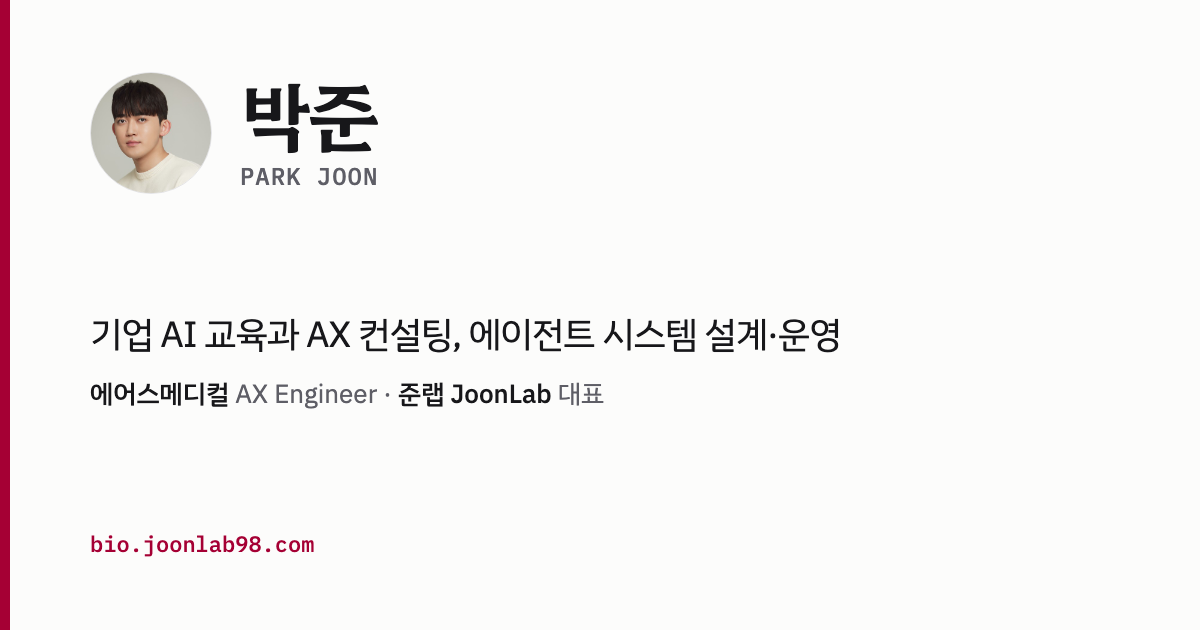 박준
PARK JOON
기업 AI 교육과 AX 컨설팅, 에이전트 시스템 설계·운영
에어스메디컬 AX Engineer · 준랩 JoonLab 대표
bio.joonlab98.com